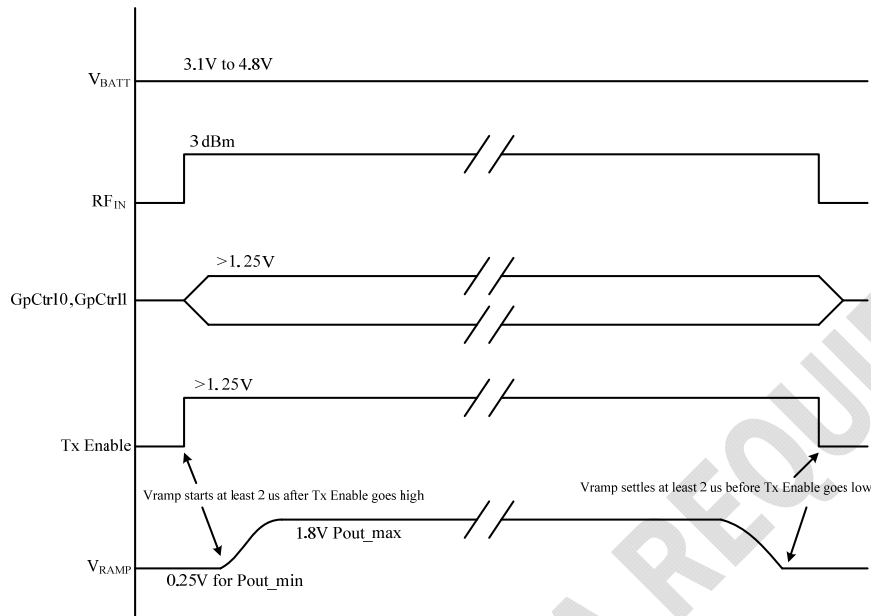 3.1V to 4.8V
VBATT
3 dBm
RFIN
>1.25V
GpCtrl0,GpCtrl1
>1.25V
Tx Enable
Vramp starts at least 2 us after Tx Enable goes high
Vramp settles at least 2 us before Tx Enable goes low
1.8V Pout_max
VRAMP
0.25V for Pout_min
A REQUI